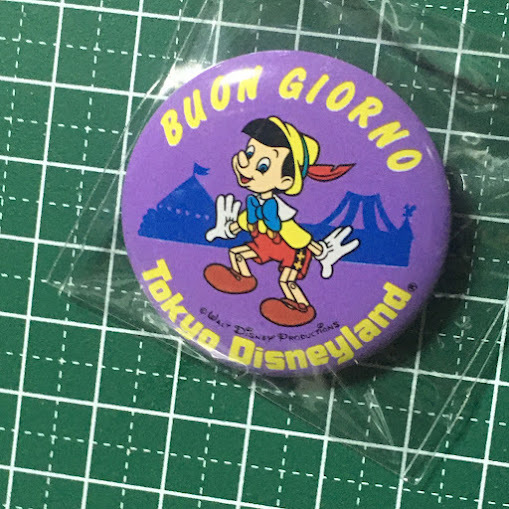 BUON GIORNO
© WALT DISNEY PRODUCTIONS
Tokyo Disneyland®